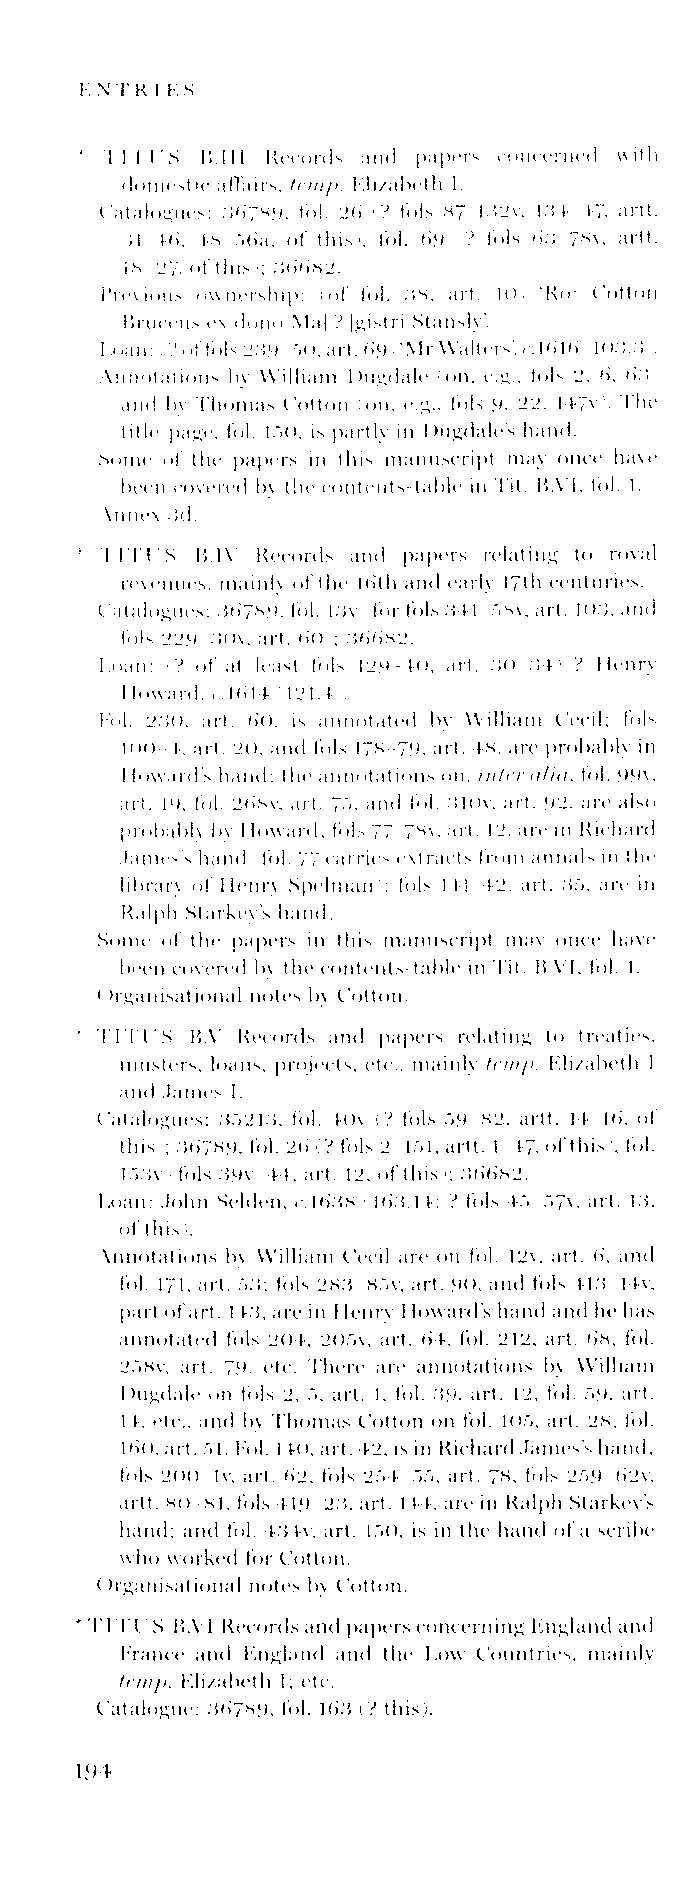 ENTRIES
* TITUS B.III Records and papers concerned with
domestic affairs, temp. Elizabeth I.
Catalogues: 36789, fol. 26 (? fols 87–132v, 134–47, artt.
31–46, 48–56a, of this), fol. 69 (? fols 63–78v, artt.
18–27, of this); 36682.
Previous ownership: (of fol. 38, art. 10) 'Ro: Cotton
Bruceus ex dono Ma[?]gistri Stansly'.
Loan: (? of fols 239–50, art. 69) 'Mr Walters', c.1616 (103.3).
Annotations by William Dugdale (on, e.g., fols 2, 6, 63)
and by Thomas Cotton (on, e.g., fols 9, 22, 147v). The
title page, fol. 150, is partly in Dugdale's hand.
Some of the papers in this manuscript may once have
been covered by the contents-table in Tit. B.VI, fol. 1.
Annex 3d.
* TITUS B.IV Records and papers relating to royal
revenues, mainly of the 16th and early 17th centuries.
Catalogues: 36789, fol. 13v (for fols 341–58v, art. 103, and
fols 229–30v, art. 60); 36682.
Loan: (? of at least fols 129–40, art. 30–34) ? Henry
Howard, c.1614 (121.4).
Fol. 230, art. 60, is annotated by William Cecil; fols
100–4, art. 20, and fols 178–79, art. 48, are probably in
Howard's hand; the annotations on, inter alia, fol. 99v,
art. 19, fol. 268v, art. 75, and fol. 310v, art. 92, are also
probably by Howard, fols 77–78v, art. 12, are in Richard
James's hand (fol. 77 carries extracts from annals in the
library of Henry Spelman); fols 141–42, art. 35, are in
Ralph Starkey's hand.
Some of the papers in this manuscript may once have
been covered by the contents-table in Tit. B.VI, fol. 1.
Organisational notes by Cotton.
* TITUS B.V Records and papers relating to treaties,
musters, loans, projects, etc., mainly temp. Elizabeth I
and James I.
Catalogues: 35213, fol. 40v (? fols 59–82, artt. 14–16, of
this); 36789, fol. 26 (? fols 2–151, artt. 1–47, of this), fol.
153v (fols 39v–44, art. 12, of this); 36682.
Loan: John Selden, c.1638 (163.14: ? fols 45–57v, art. 13,
of this).
Annotations by William Cecil are on fol. 12v, art. 6, and
fol. 171, art. 53; fols 283–85v, art. 90, and fols 413–14v,
part of art. 143, are in Henry Howard's hand and he has
annotated fols 204, 205v, art. 64, fol. 212, art. 68, fol.
258v, art. 79, etc. There are annotations by William
Dugdale on fols 2, 5, art. 1, fol. 39, art. 12, fol. 59, art.
14, etc., and by Thomas Cotton on fol. 105, art. 28, fol.
160, art. 51. Fol. 140, art. 42, is in Richard James's hand,
fols 200–1v, art. 62, fols 254–55, art. 78, fols 259–62v,
artt. 80–81, fols 419–23, art. 144, are in Ralph Starkey's
hand; and fol. 434v, art. 150, is in the hand of a scribe
who worked for Cotton.
Organisational notes by Cotton.
* TITUS B.VI Records and papers concerning England and
France and England and the Low Countries, mainly
temp. Elizabeth I; etc.
Catalogue: 36789, fol. 163 (? this).
194